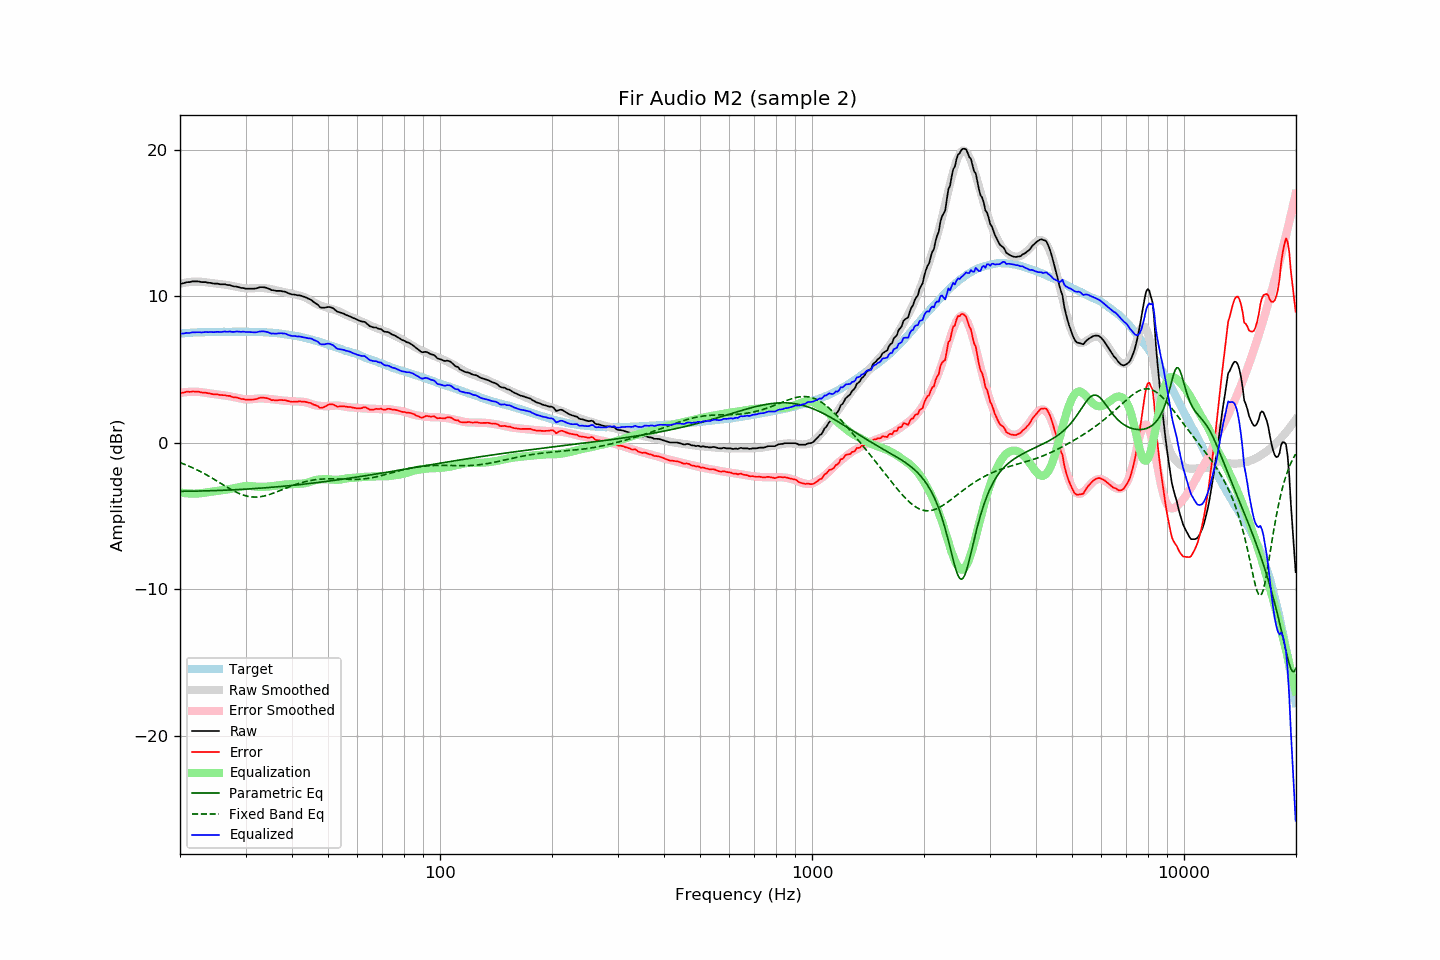 Fir Audio M2 (sample 2)
Amplitude (dBr)
20
10
0
−10
−20
Target
Raw Smoothed
Error Smoothed
Raw
Error
Equalization
Parametric Eq
Fixed Band Eq
Equalized
100
1000
10000
Frequency (Hz)